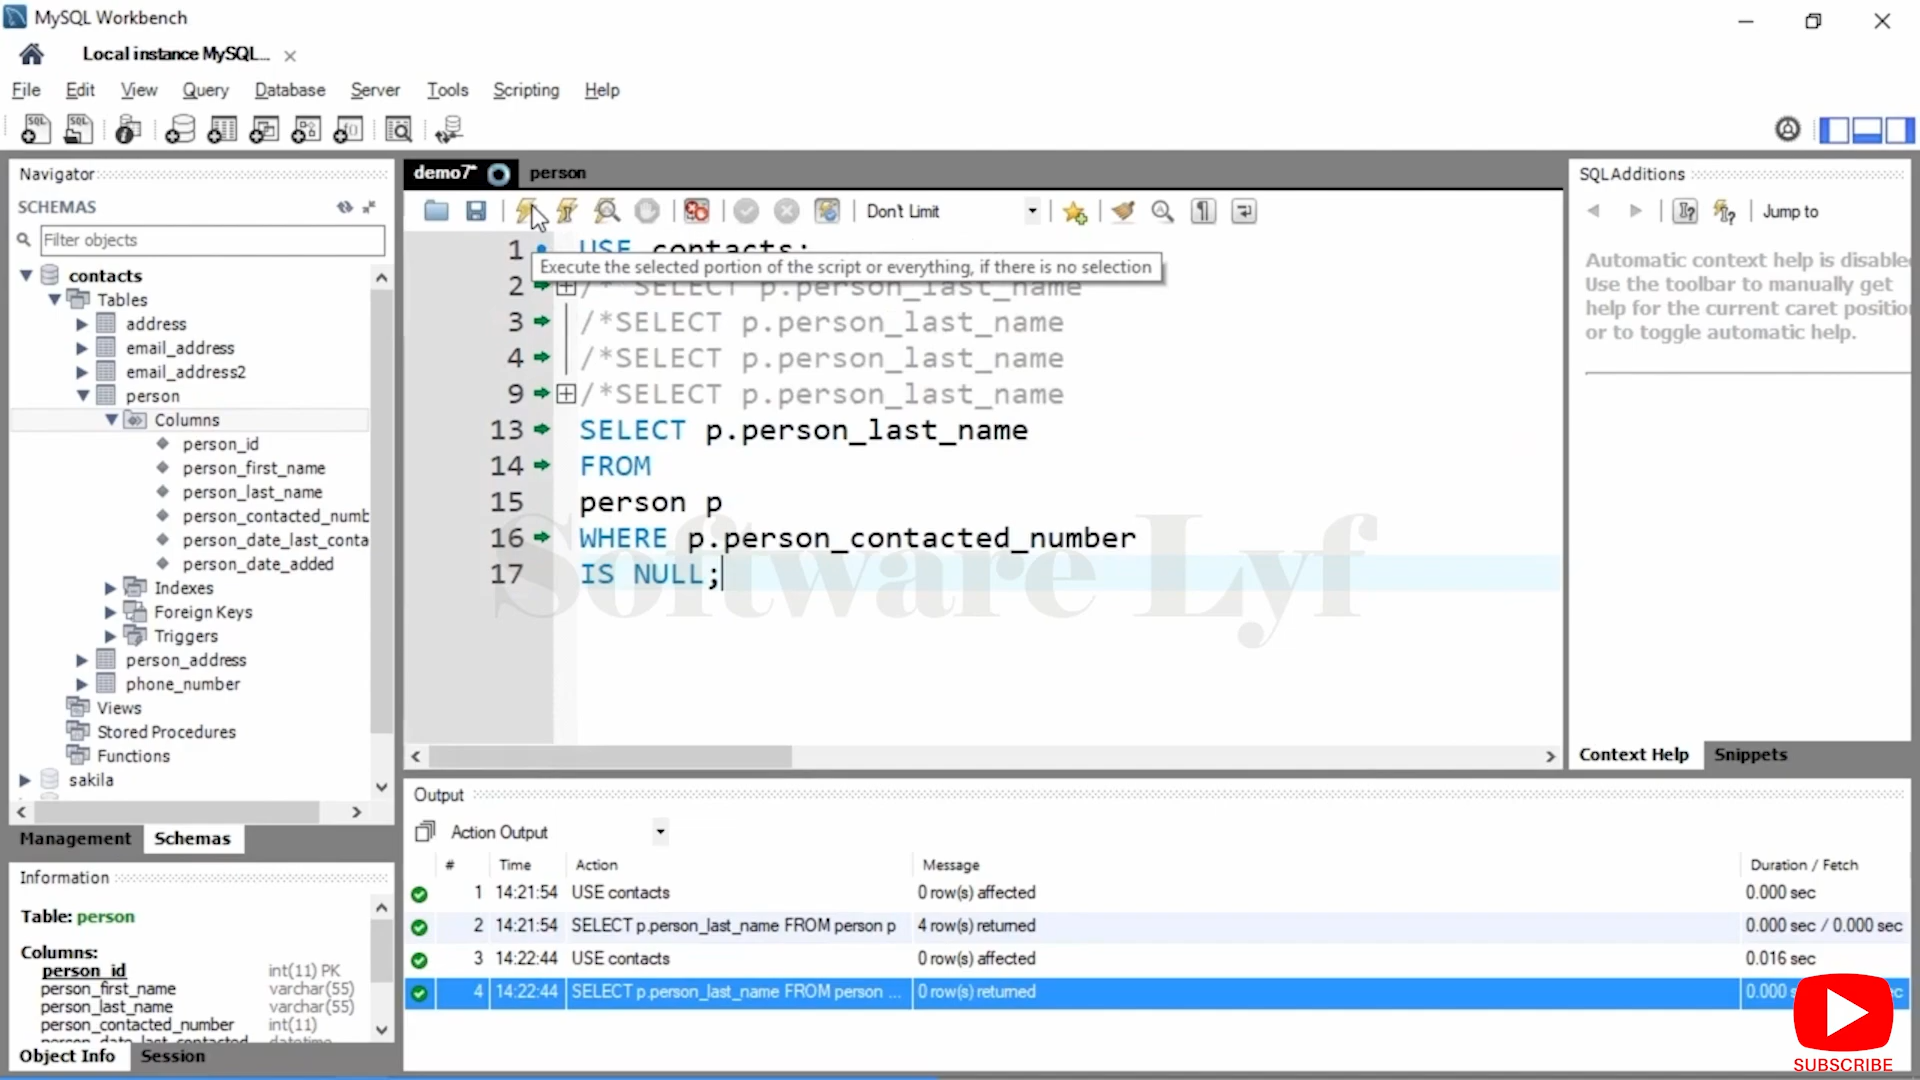 MySQL Workbench
Local instance MySQL...
File Edit View Query Database Server Tools Scripting Help
Navigator
SCHEMAS
Filter objects
contacts
Tables
address
email_address
email_address2
person
Columns
person_id
person_first_name
person_last_name
person_contacted_numb
person_date_last_conta
person_date_added
Indexes
Foreign Keys
Triggers
person_address
phone_number
Views
Stored Procedures
Functions
sakila
Management Schemas
Information
Table: person
Columns:
person_id int(11) PK
person_first_name varchar(55)
person_last_name varchar(55)
person_contacted_number int(11)
person_date_last_contacted datetime
Object Info Session
demo7* person
Don't Limit
1 USE contacts;
Execute the selected portion of the script or everything, if there is no selection
2 /* SELECT p.person_last_name
3 /*SELECT p.person_last_name
4 /*SELECT p.person_last_name
9 /*SELECT p.person_last_name
13 SELECT p.person_last_name
14 FROM
15 person p
16 WHERE p.person_contacted_number
17 IS NULL;
Software Lyf
SQLAdditions
Jump to
Automatic context help is disable
Use the toolbar to manually get
help for the current caret positio
or to toggle automatic help.
Context Help Snippets
Output
Action Output
# Time Action Message Duration / Fetch
1 14:21:54 USE contacts 0 row(s) affected 0.000 sec
2 14:21:54 SELECT p.person_last_name FROM person p 4 row(s) returned 0.000 sec / 0.000 sec
3 14:22:44 USE contacts 0 row(s) affected 0.016 sec
4 14:22:44 SELECT p.person_last_name FROM person ... 0 row(s) returned 0.000
SUBSCRIBE